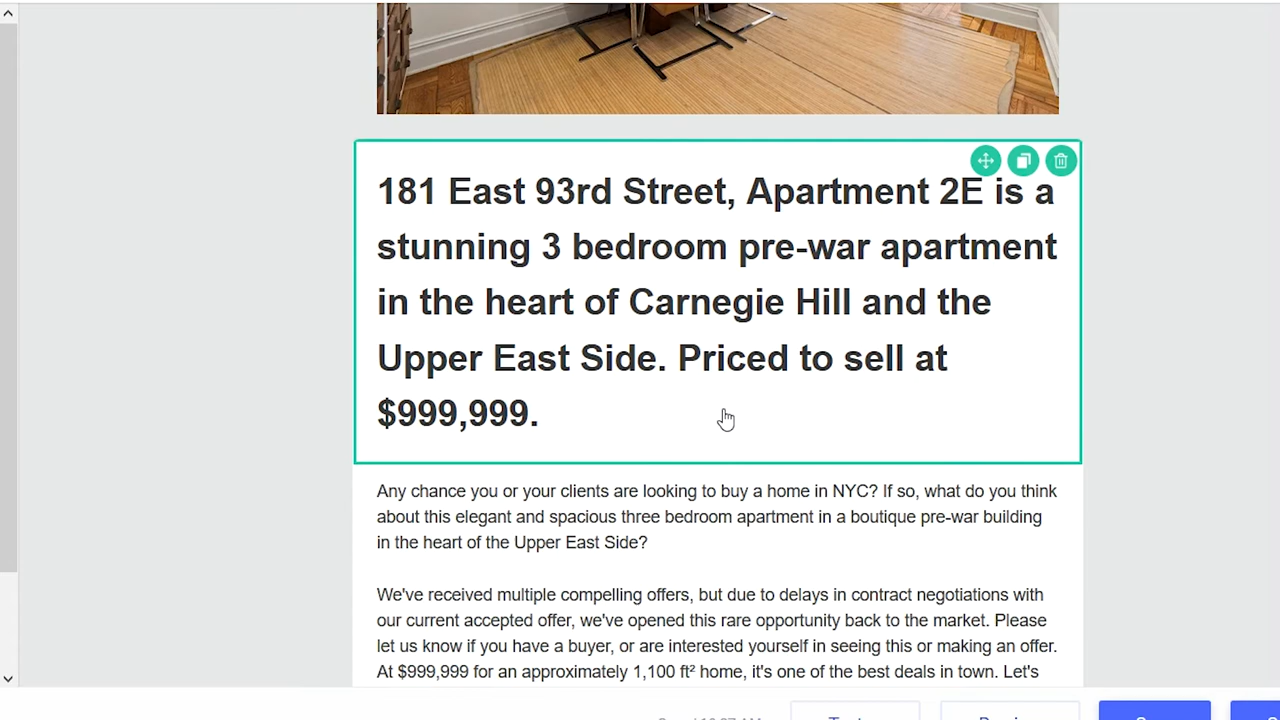 181 East 93rd Street, Apartment 2E is a
stunning 3 bedroom pre-war apartment
in the heart of Carnegie Hill and the
Upper East Side. Priced to sell at
$999,999.
Any chance you or your clients are looking to buy a home in NYC? If so, what do you think
about this elegant and spacious three bedroom apartment in a boutique pre-war building
in the heart of the Upper East Side?
We've received multiple compelling offers, but due to delays in contract negotiations with
our current accepted offer, we've opened this rare opportunity back to the market. Please
let us know if you have a buyer, or are interested yourself in seeing this or making an offer.
At $999,999 for an approximately 1,100 ft² home, it's one of the best deals in town. Let's